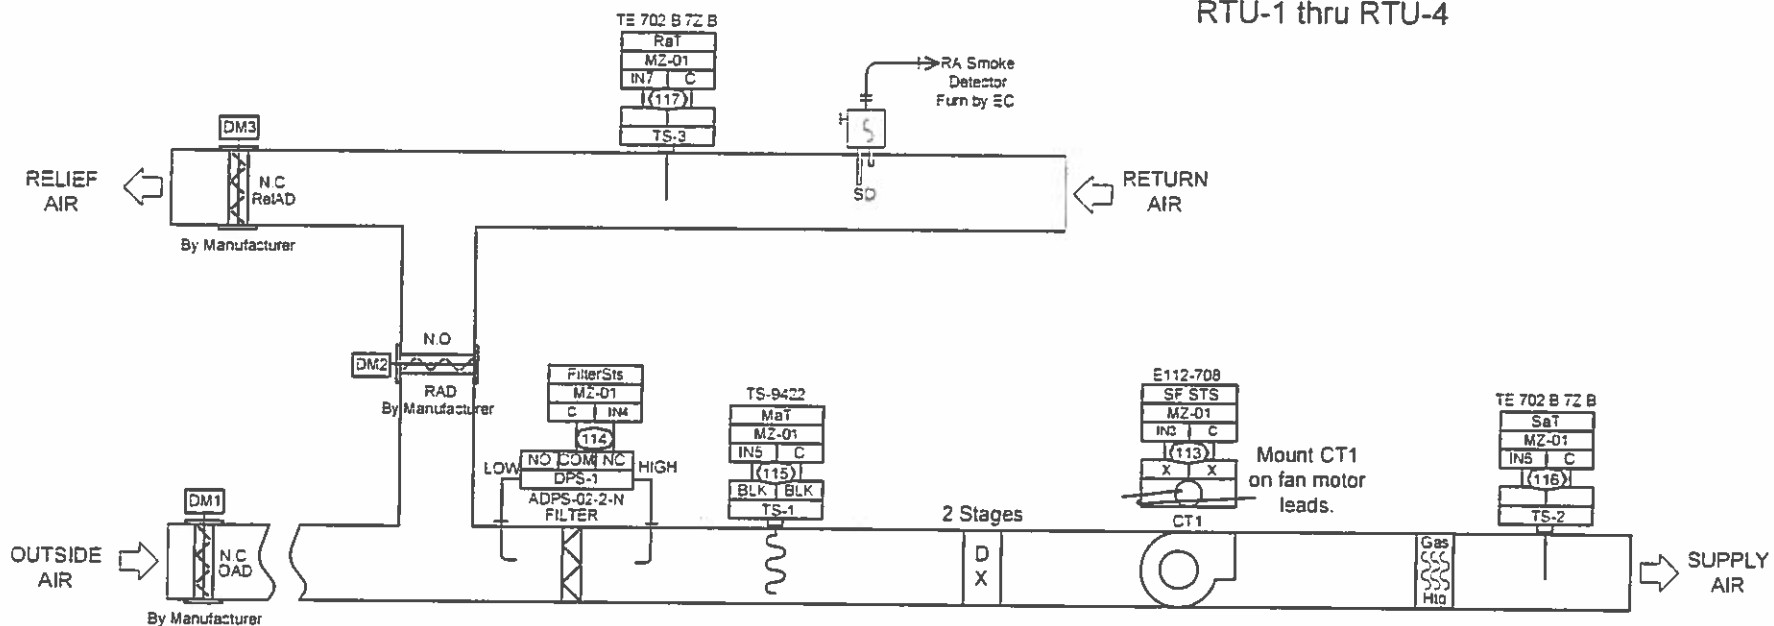 RTU-1 thru RTU-4
TE 702 B 7Z B
RaT
MZ-01
IN7 C
(117)
TS-3
RA Smoke
Detector
Furn by EC
S
SD
DM3
N.C
RelAD
By Manufacturer
RELIEF
AIR
RETURN
AIR
N.O
DM2
RAD
By Manufacturer
FilterSts
MZ-01
C IN4
114
NO COM NC
LOW HIGH
DPS-1
ADPS-02-2-N
FILTER
TS-9422
MaT
MZ-01
IN5 C
(115)
BLK BLK
TS-1
2 Stages
D
X
E112-708
SF STS
MZ-01
IN3 C
(113)
X X
CT1
Mount CT1
on fan motor
leads.
TE 702 B 7Z B
SaT
MZ-01
IN6 C
(116)
TS-2
DM1
N.C
OAD
By Manufacturer
OUTSIDE
AIR
Gas
Htg
SUPPLY
AIR